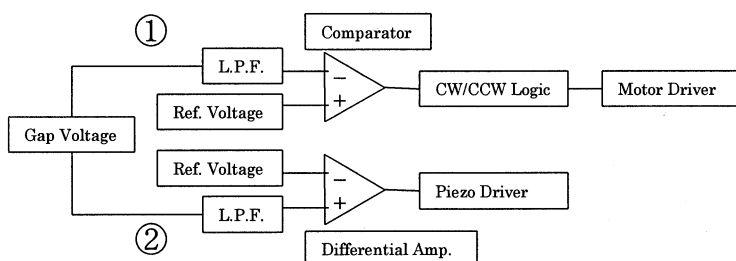 ①
Comparator
L.P.F.
−
Ref. Voltage
+
CW/CCW Logic
Motor Driver
Gap Voltage
Ref. Voltage
−
Piezo Driver
L.P.F.
+
②
Differential Amp.